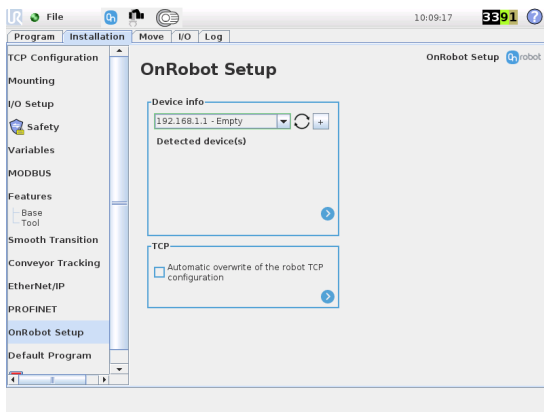 UR File 10:09:17 3391 ?
Program Installation Move I/O Log
TCP Configuration
Mounting
I/O Setup
Safety
Variables
MODBUS
Features
Base
Tool
Smooth Transition
Conveyor Tracking
EtherNet/IP
PROFINET
OnRobot Setup
Default Program
OnRobot Setup OnRobot
OnRobot Setup
Device info
192.168.1.1 - Empty +
Detected device(s)
TCP
Automatic overwrite of the robot TCP
configuration